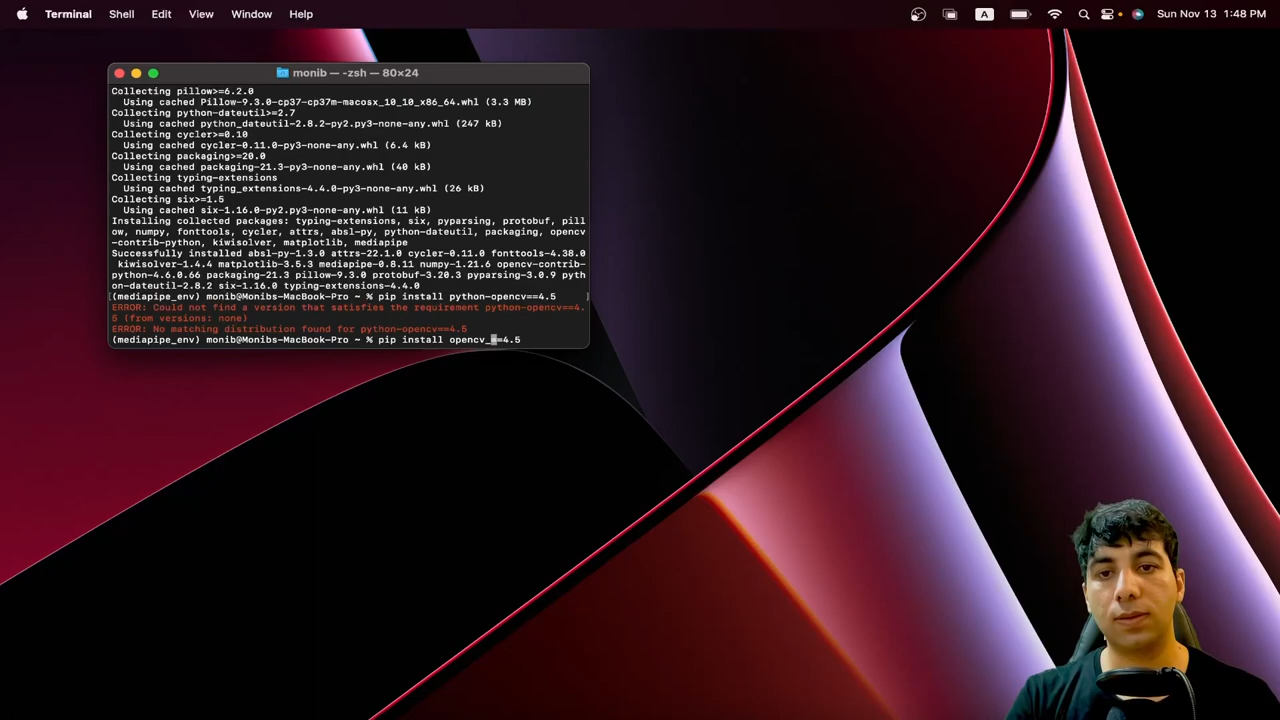 Terminal Shell Edit View Window Help A Sun Nov 13 1:48 PM
monib — -zsh — 80×24
Collecting pillow>=6.2.0
Using cached Pillow-9.3.0-cp37-cp37m-macosx_10_10_x86_64.whl (3.3 MB)
Collecting python-dateutil>=2.7
Using cached python_dateutil-2.8.2-py2.py3-none-any.whl (247 kB)
Collecting cycler>=0.10
Using cached cycler-0.11.0-py3-none-any.whl (6.4 kB)
Collecting packaging>=20.0
Using cached packaging-21.3-py3-none-any.whl (40 kB)
Collecting typing-extensions
Using cached typing_extensions-4.4.0-py3-none-any.whl (26 kB)
Collecting six>=1.5
Using cached six-1.16.0-py2.py3-none-any.whl (11 kB)
Installing collected packages: typing-extensions, six, pyparsing, protobuf, pill
ow, numpy, fonttools, cycler, attrs, absl-py, python-dateutil, packaging, opencv
-contrib-python, kiwisolver, matplotlib, mediapipe
Successfully installed absl-py-1.3.0 attrs-22.1.0 cycler-0.11.0 fonttools-4.38.0
kiwisolver-1.4.4 matplotlib-3.5.3 mediapipe-0.8.11 numpy-1.21.6 opencv-contrib-
python-4.6.0.66 packaging-21.3 pillow-9.3.0 protobuf-3.20.3 pyparsing-3.0.9 pyth
on-dateutil-2.8.2 six-1.16.0 typing-extensions-4.4.0
[(mediapipe_env) monib@Monibs-MacBook-Pro ~ % pip install python-opencv==4.5 ]
ERROR: Could not find a version that satisfies the requirement python-opencv==4.
5 (from versions: none)
ERROR: No matching distribution found for python-opencv==4.5
(mediapipe_env) monib@Monibs-MacBook-Pro ~ % pip install opencv_==4.5